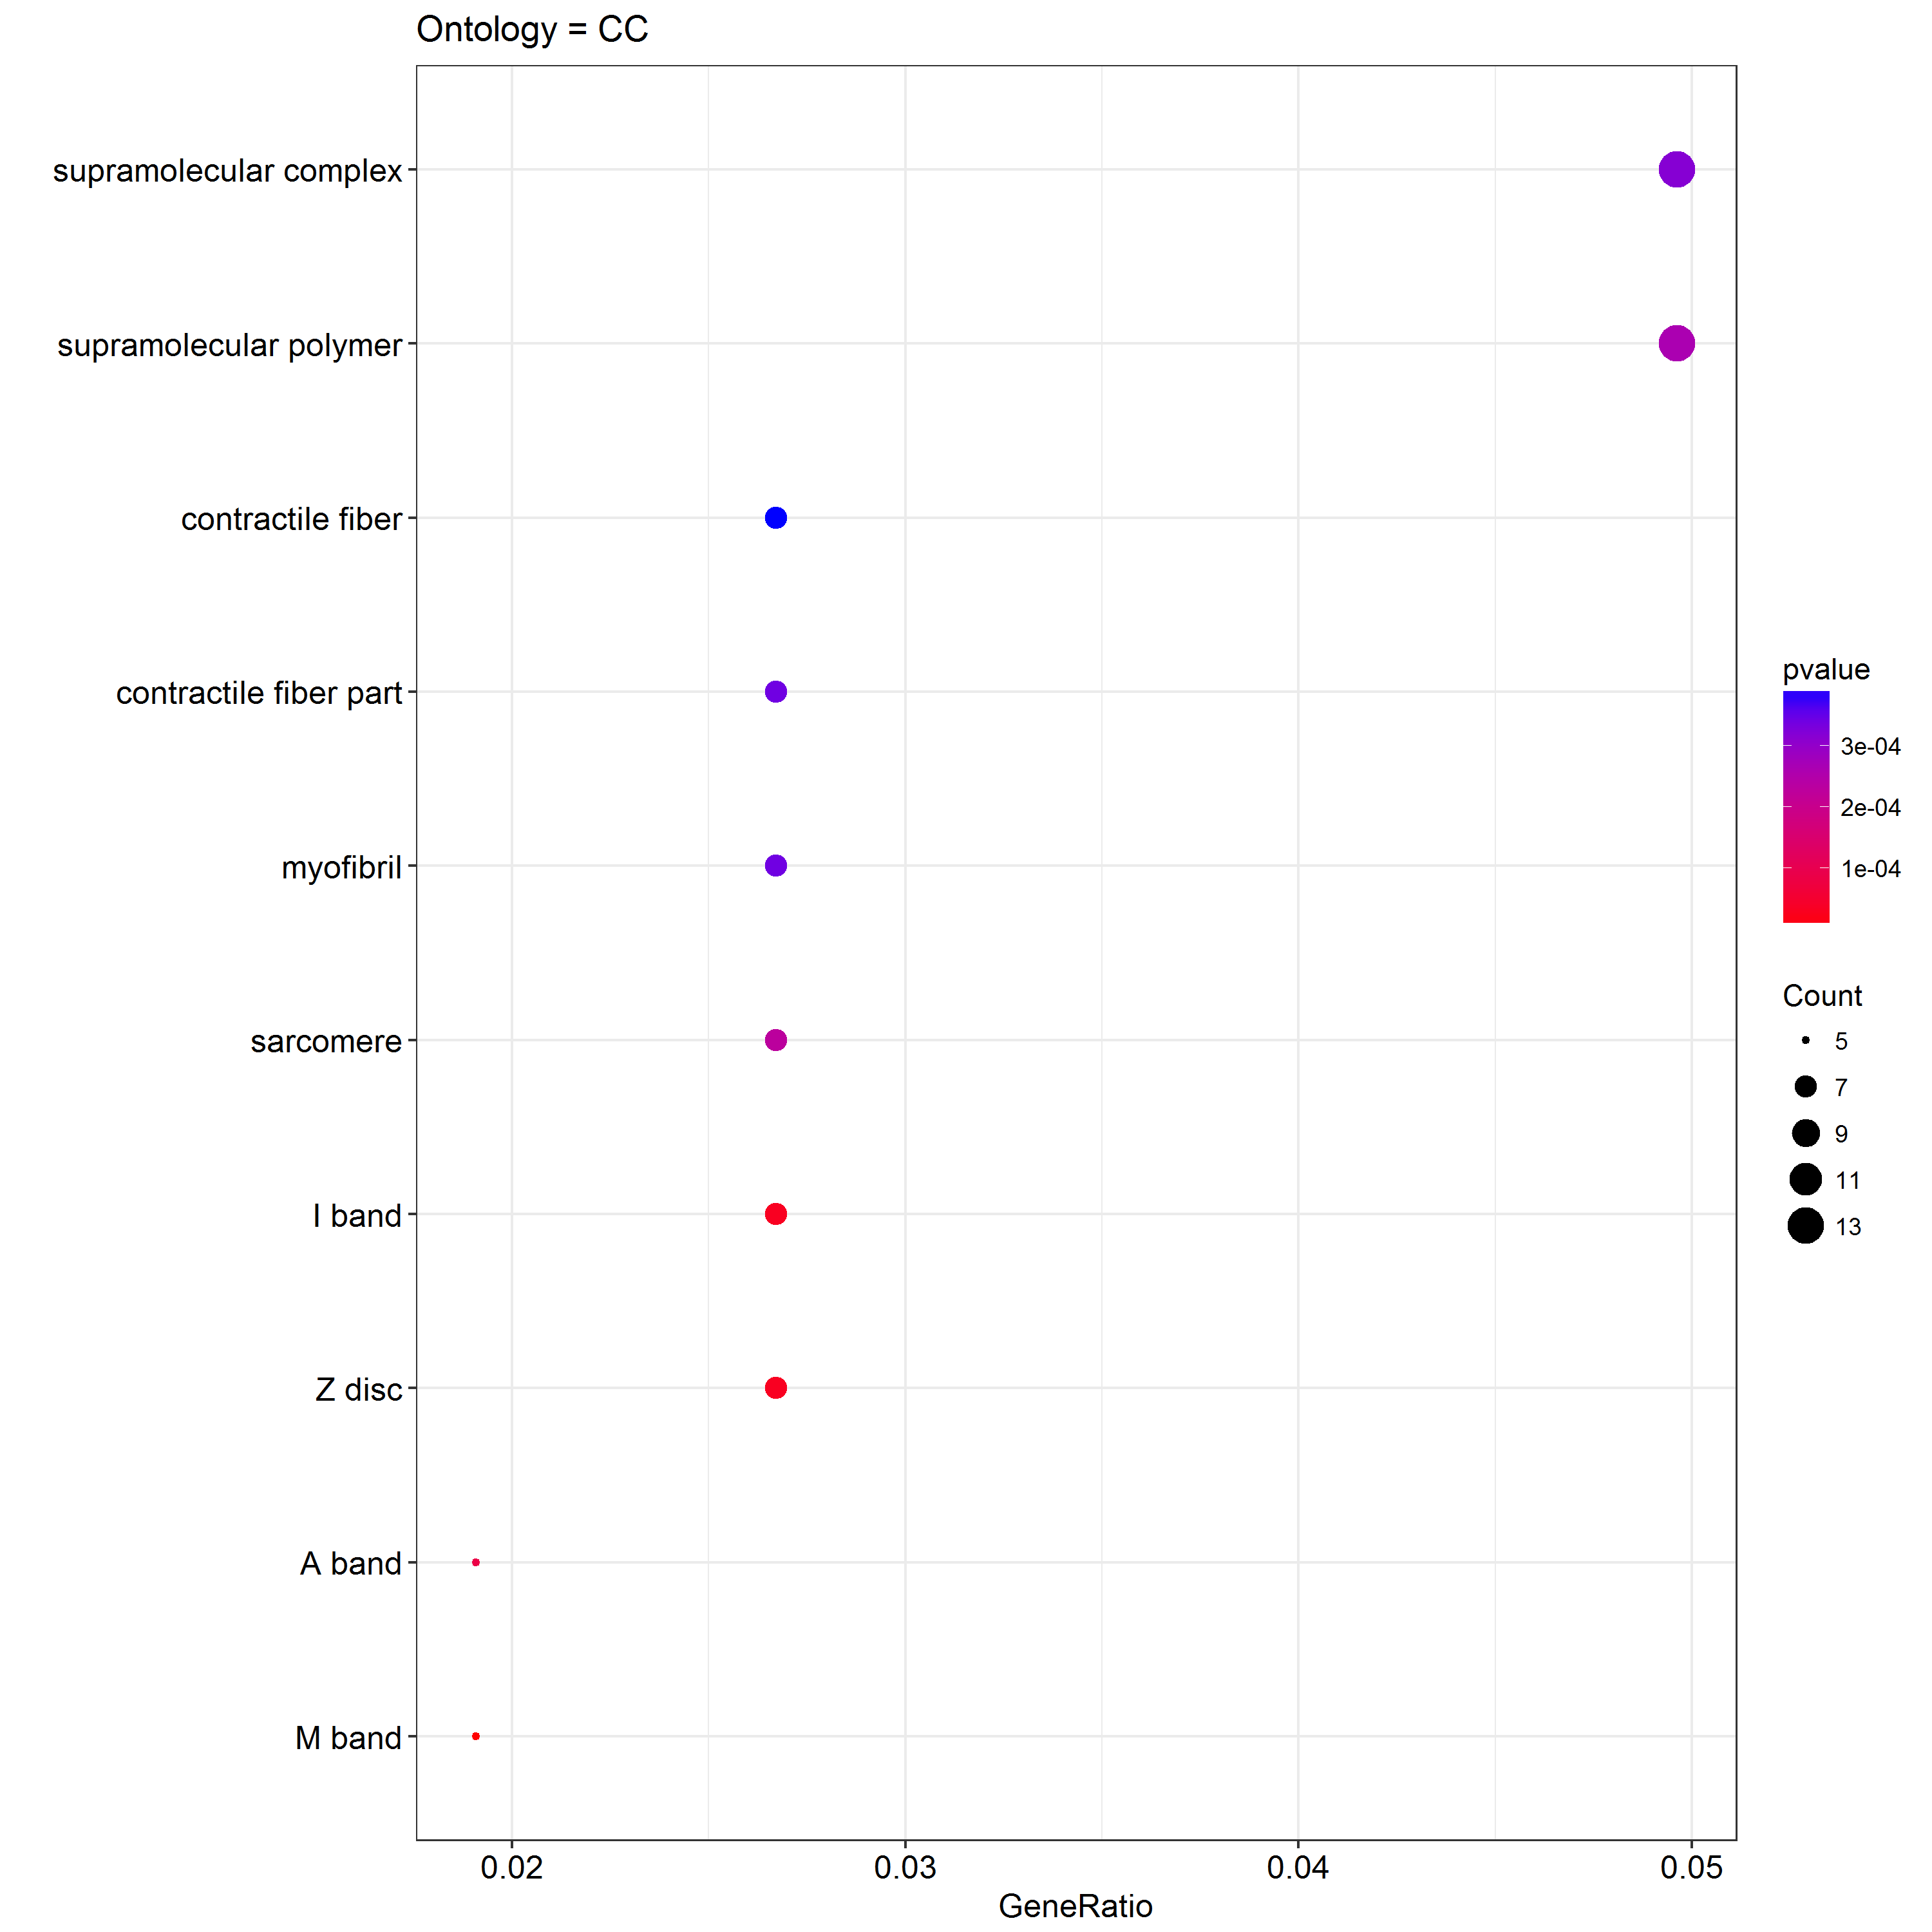 Ontology = CC
supramolecular complex
supramolecular polymer
contractile fiber
contractile fiber part
myofibril
sarcomere
I band
Z disc
A band
M band
0.02
0.03
0.04
0.05
GeneRatio
pvalue
3e-04
2e-04
1e-04
Count
5
7
9
11
13